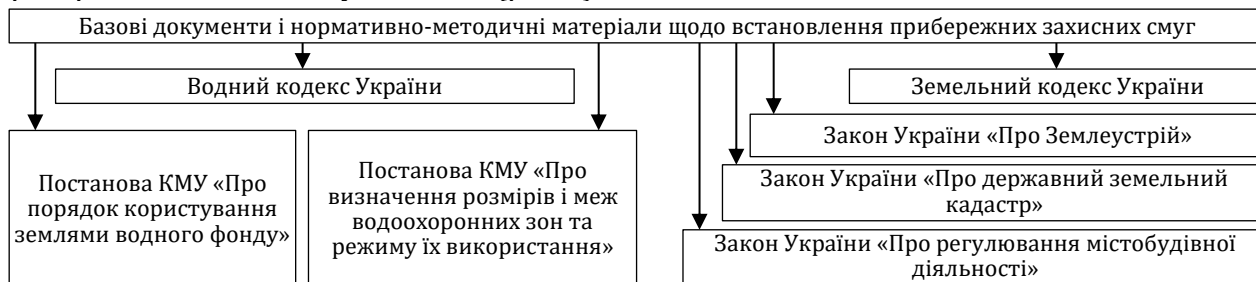 Базові документи і нормативно-методичні матеріали щодо встановлення прибережних захисних смуг
Водний кодекс України
Земельний кодекс України
Закон України «Про Землеустрій»
Постанова КМУ «Про
порядок користування
землями водного фонду»
Постанова КМУ «Про
визначення розмірів і меж
водоохоронних зон та
режиму їх використання»
Закон України «Про державний земельний
кадастр»
Закон України «Про регулювання містобудівної
діяльності»